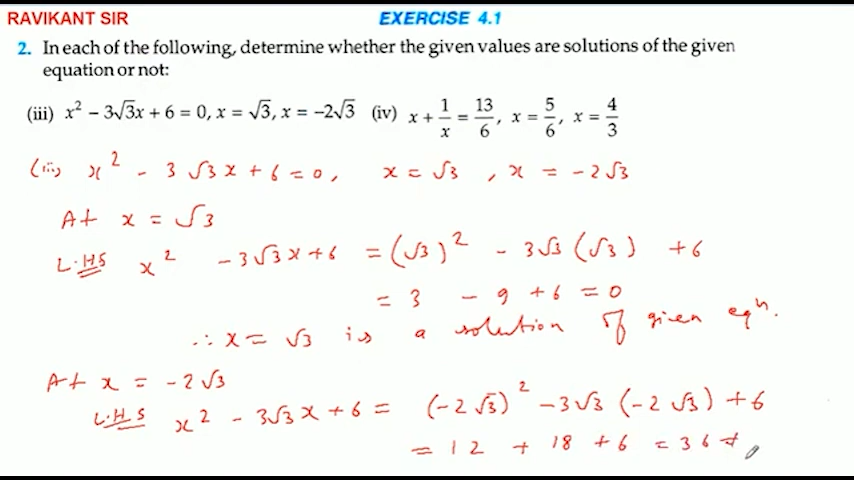 RAVIKANT SIR EXERCISE 4.1
2. In each of the following, determine whether the given values are solutions of the given
equation or not:
(iii) x² − 3√3x + 6 = 0, x = √3, x = −2√3 (iv) x + 1/x = 13/6, x = 5/6, x = 4/3
(iii) x² - 3√3x + 6 = 0, x = √3, x = -2√3
At x = √3
L.HS x² - 3√3x + 6 = (√3)² - 3√3(√3) + 6
= 3 - 9 + 6 = 0
∴ x = √3 is a solution of given eqⁿ.
At x = -2√3
L.H.S x² - 3√3x + 6 = (-2√3)² - 3√3(-2√3) + 6
= 12 + 18 + 6 = 36 ≠